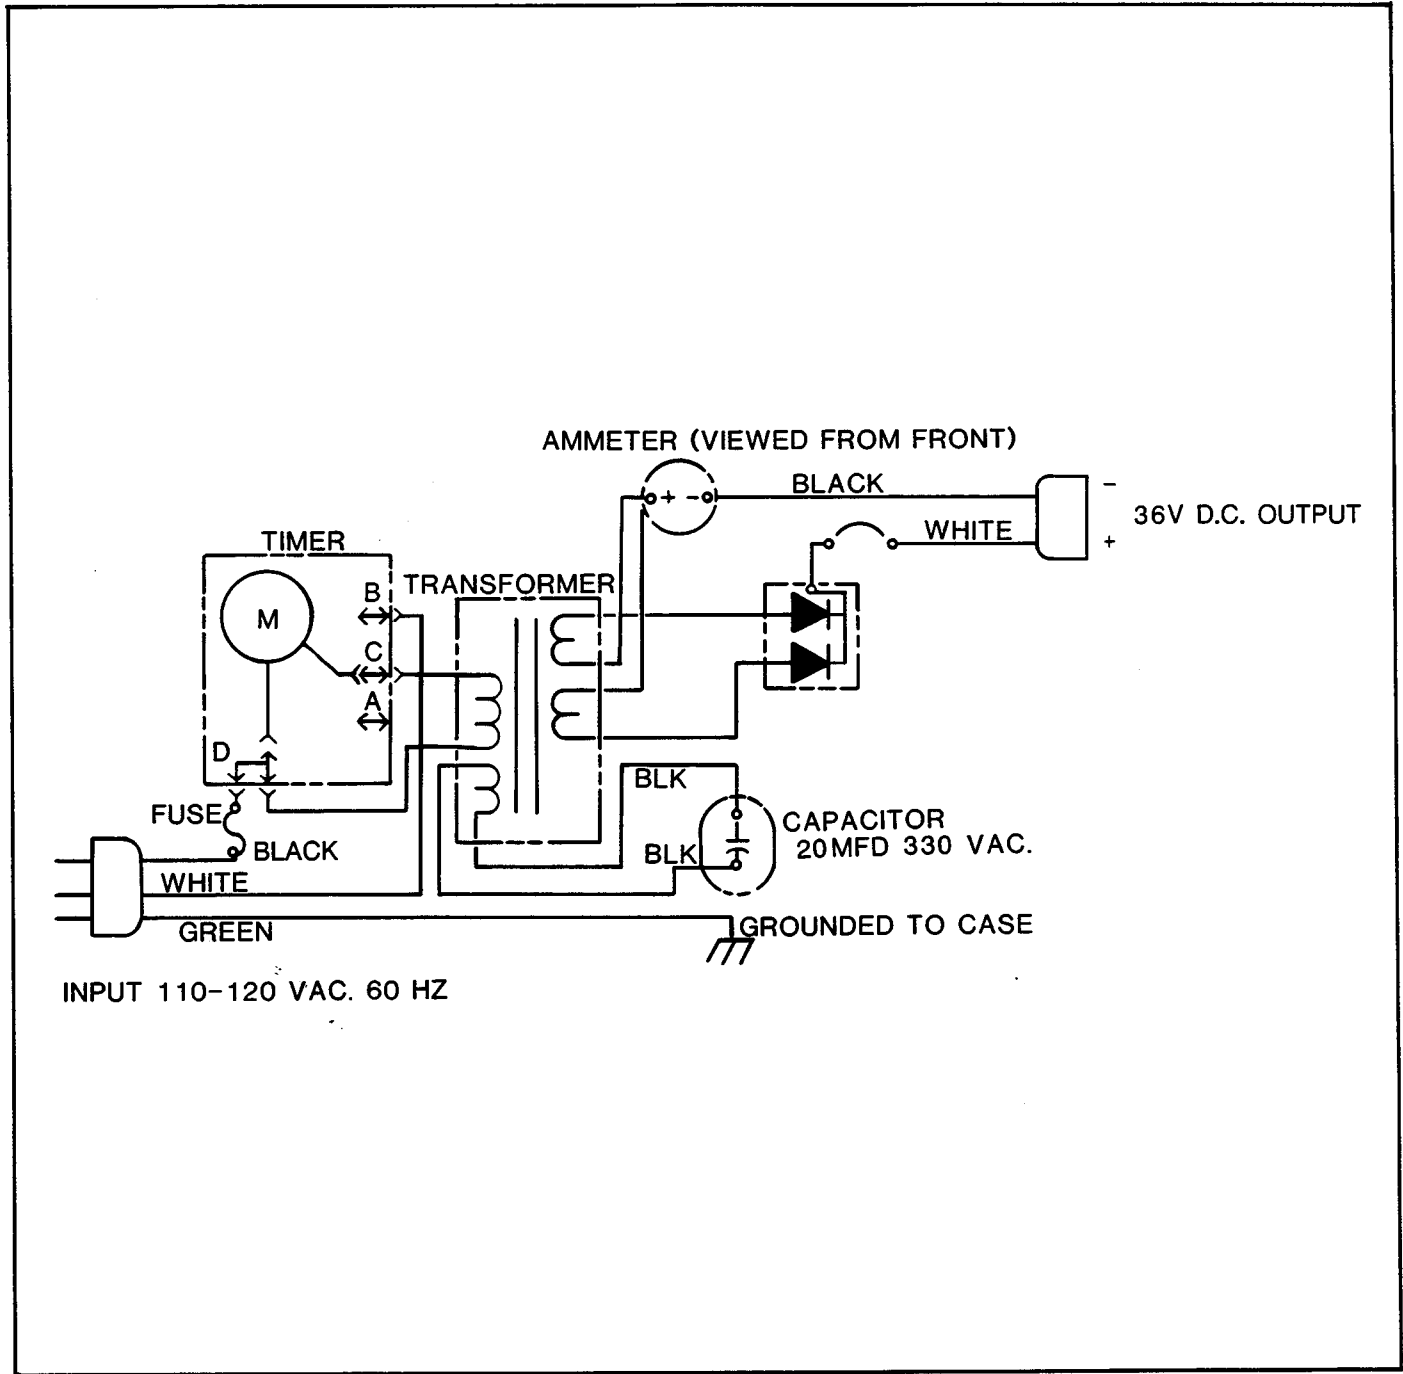 AMMETER (VIEWED FROM FRONT)
+ -
BLACK
-
36V D.C. OUTPUT
WHITE
+
TIMER
TRANSFORMER
B
M
C
A
D
BLK
FUSE
CAPACITOR
20MFD 330 VAC.
BLACK
BLK
WHITE
GREEN
GROUNDED TO CASE
INPUT 110-120 VAC. 60 HZ